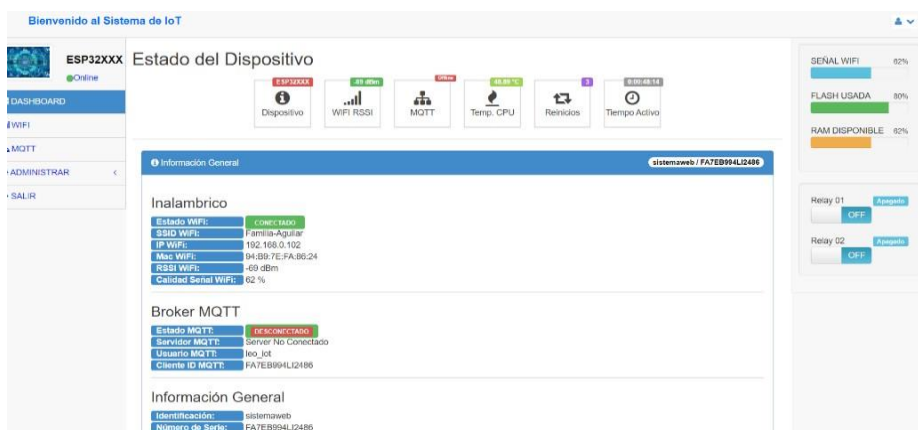 Bienvenido al Sistema de IoT
ESP32XXX
Online
DASHBOARD
WIFI
MQTT
ADMINISTRAR
SALIR
Estado del Dispositivo
ESP32XXX
Dispositivo
-69 dBm
WIFI RSSI
Offline
MQTT
°C
Temp. CPU
3
Reinicios
0:00:48:14
Tiempo Activo
Información General
sistemaweb / FA7EB994LI2486
Inalambrico
Estado WiFi: CONECTADO
SSID WiFi: Familia-Aguilar
IP WiFi: 192.168.0.102
Mac WiFi: 94:B9:7E:FA:86:24
RSSI WiFi: -69 dBm
Calidad Señal WiFi: 62 %
Broker MQTT
Estado MQTT: DESCONECTADO
Servidor MQTT: Server No Conectado
Usuario MQTT: leo_iot
Cliente ID MQTT: FA7EB994LI2486
Información General
Identificación: sistemaweb
Número de Serie: FA7EB994LI2486
SEÑAL WIFI 62%
FLASH USADA 80%
RAM DISPONIBLE 62%
Relay 01 Apagado
OFF
Relay 02 Apagado
OFF